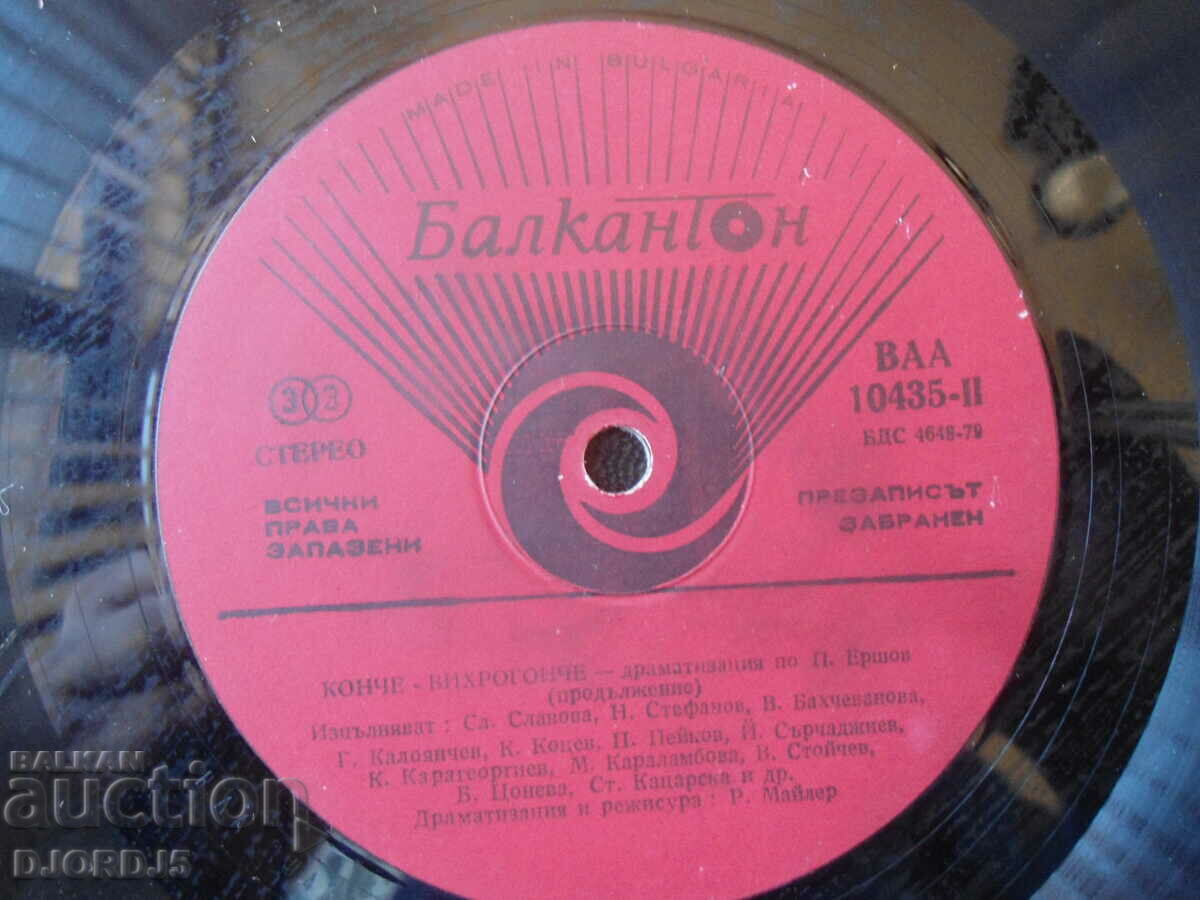 MADE IN BULGARIA
Балкантон
ВАА
10435-II
БДС 4648-79
33
СТЕРЕО
ВСИЧКИ
ПРАВА
ЗАПАЗЕНИ
ПРЕЗАПИСЪТ
ЗАБРАНЕН
КОНЧЕ - ВИХРОГОНЧЕ — драматизация по П. Ершов
(продължение)
Изпълняват : Сл. Славова, Н. Стефанов, В. Бахчеванова,
Г. Калоянчев, К. Коцев, П. Пейков, Й. Сърчаджиев,
К. Карагеоргиев, М. Караламбова, В. Стойчев,
В. Цонева, Ст. Кацарска и др.
Драматизация и режисура : Р. Майлер
BALKAN
auction
DJORDJ5